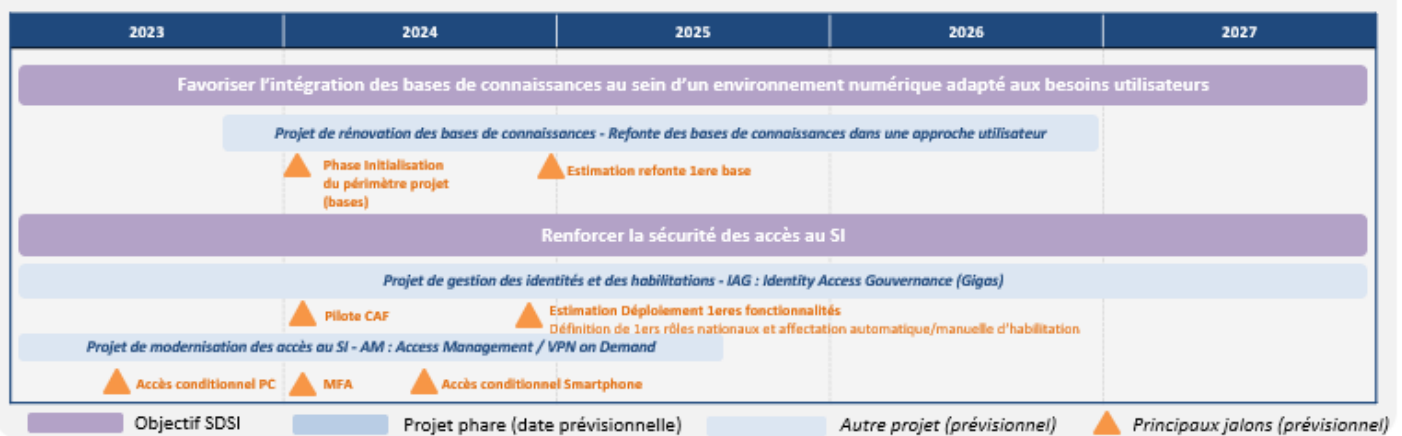 2023 2024 2025 2026 2027
Favoriser l'intégration des bases de connaissances au sein d'un environnement numérique adapté aux besoins utilisateurs
Projet de rénovation des bases de connaissances - Refonte des bases de connaissances dans une approche utilisateur
Phase Initialisation
du périmètre projet
(bases)
Estimation refonte 1ere base
Renforcer la sécurité des accès au SI
Projet de gestion des identités et des habilitations - IAG : Identity Access Gouvernance (Gigas)
Pilote CAF
Estimation Déploiement 1eres fonctionnalités
Définition de 1ers rôles nationaux et affectation automatique/manuelle d'habilitation
Projet de modernisation des accès au SI - AM : Access Management / VPN on Demand
Accès conditionnel PC MFA Accès conditionnel Smartphone
Objectif SDSI Projet phare (date prévisionnelle) Autre projet (prévisionnel) Principaux jalons (prévisionnel)